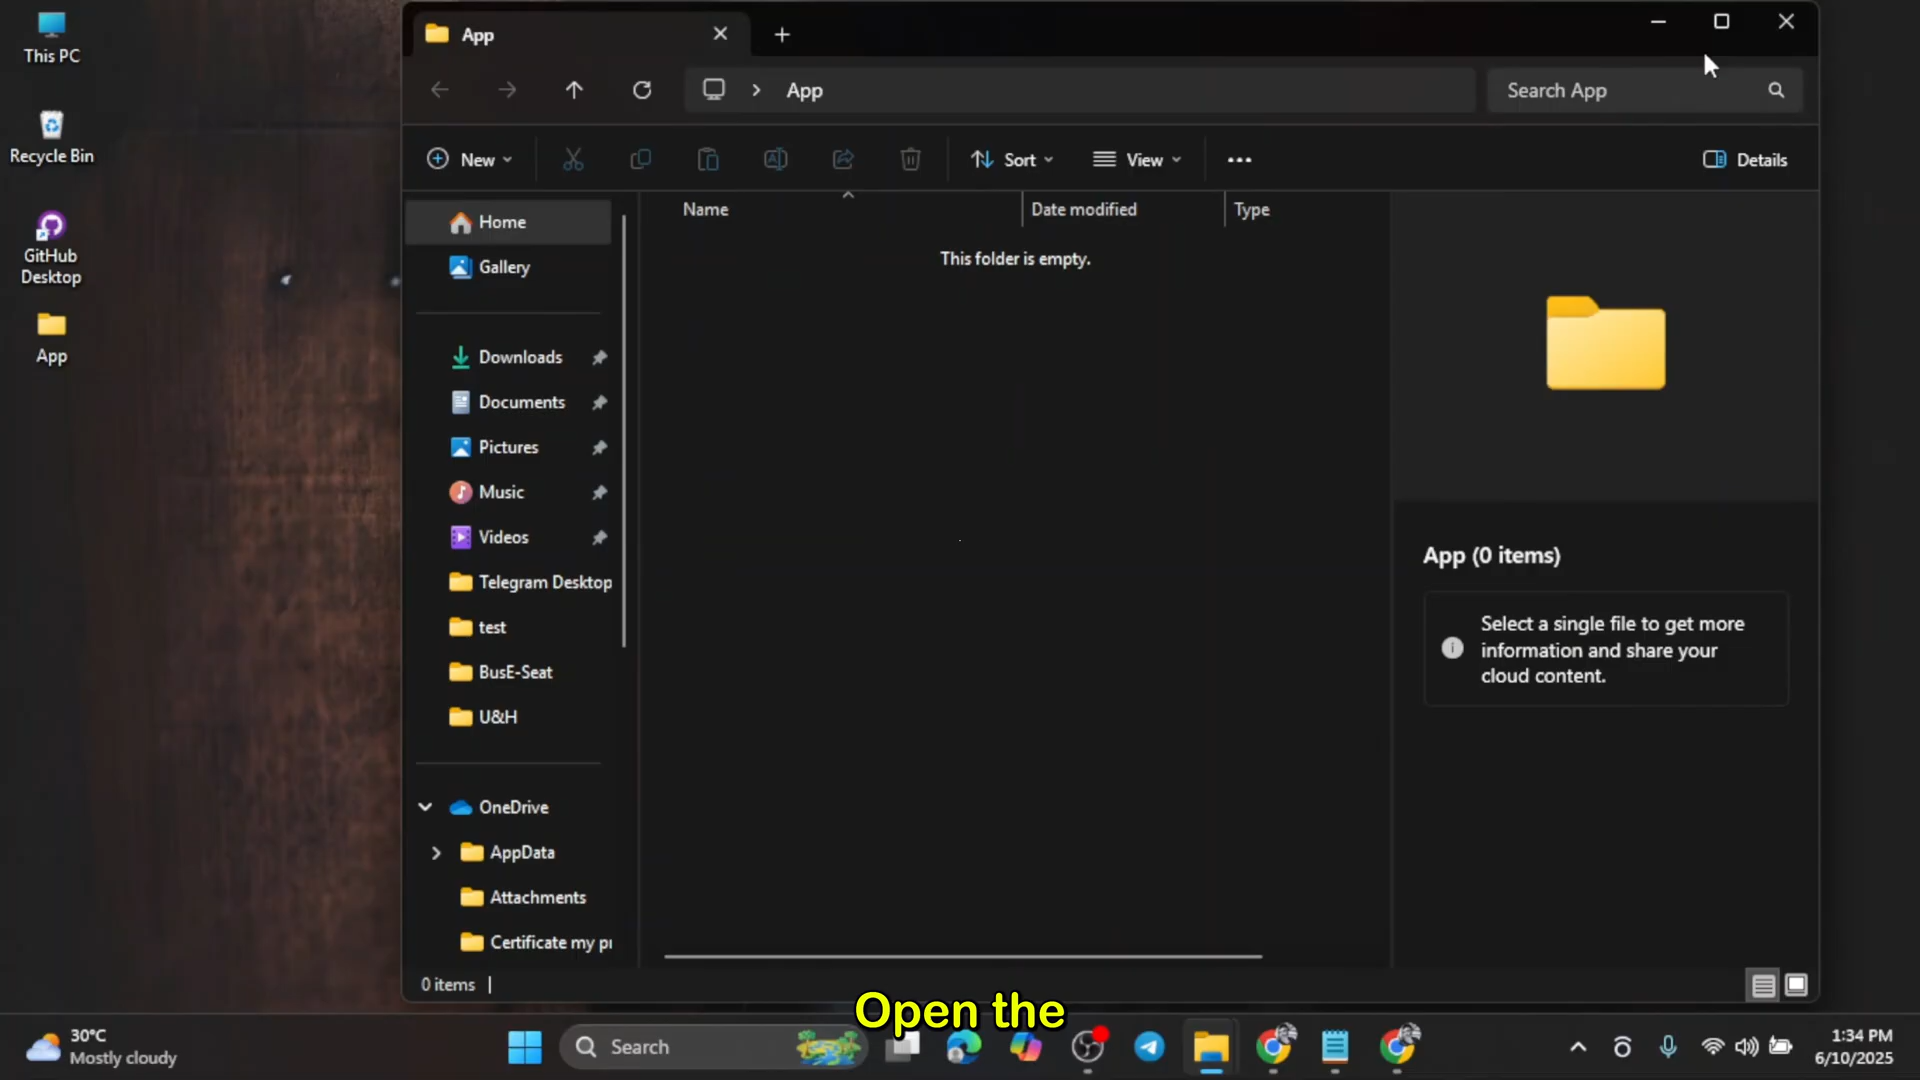 This PC
Recycle Bin
GitHub
Desktop
App
App
App
Search App
New
Sort
View
Details
Home
Gallery
Downloads
Documents
Pictures
Music
Videos
Telegram Desktop
test
BusE-Seat
U&H
OneDrive
AppData
Attachments
Certificate my pr
Name
Date modified
Type
This folder is empty.
App (0 items)
Select a single file to get more
information and share your
cloud content.
0 items
Open the
30°C
Mostly cloudy
Search
1:34 PM
6/10/2025